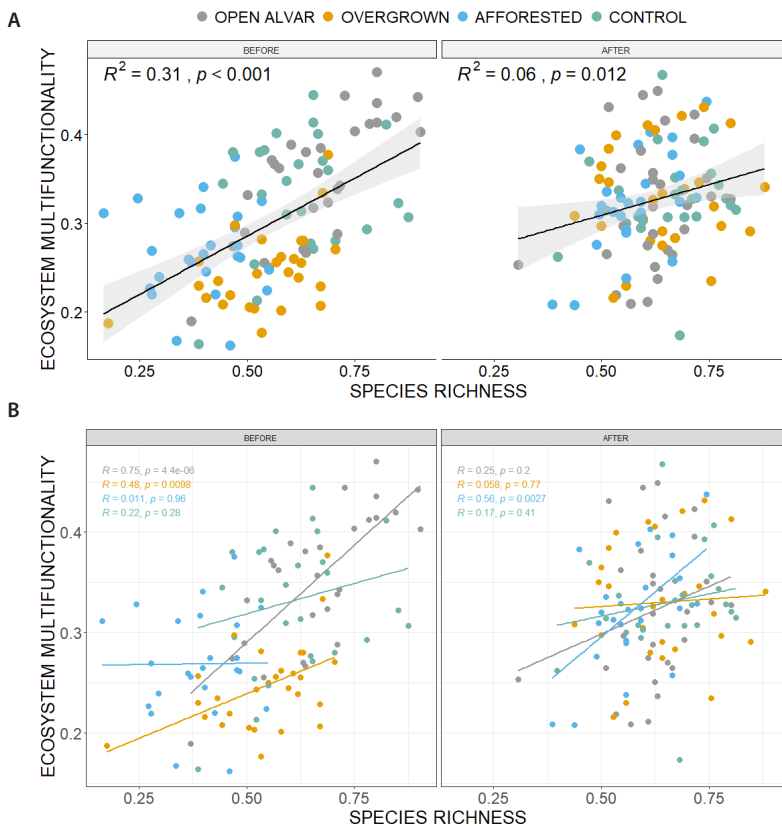 A
OPEN ALVAR OVERGROWN AFFORESTED CONTROL
BEFORE
AFTER
R² = 0.31 , p < 0.001
R² = 0.06 , p = 0.012
ECOSYSTEM MULTIFUNCTIONALITY
0.4
0.3
0.2
0.25 0.50 0.75
0.25 0.50 0.75
SPECIES RICHNESS
B
BEFORE
AFTER
R = 0.75, p = 4.4e-06
R = 0.48, p = 0.0098
R = 0.011, p = 0.96
R = 0.22, p = 0.28
R = 0.25, p = 0.2
R = 0.058, p = 0.77
R = 0.56, p = 0.0027
R = 0.17, p = 0.41
ECOSYSTEM MULTIFUNCTIONALITY
0.4
0.3
0.2
0.25 0.50 0.75
0.25 0.50 0.75
SPECIES RICHNESS